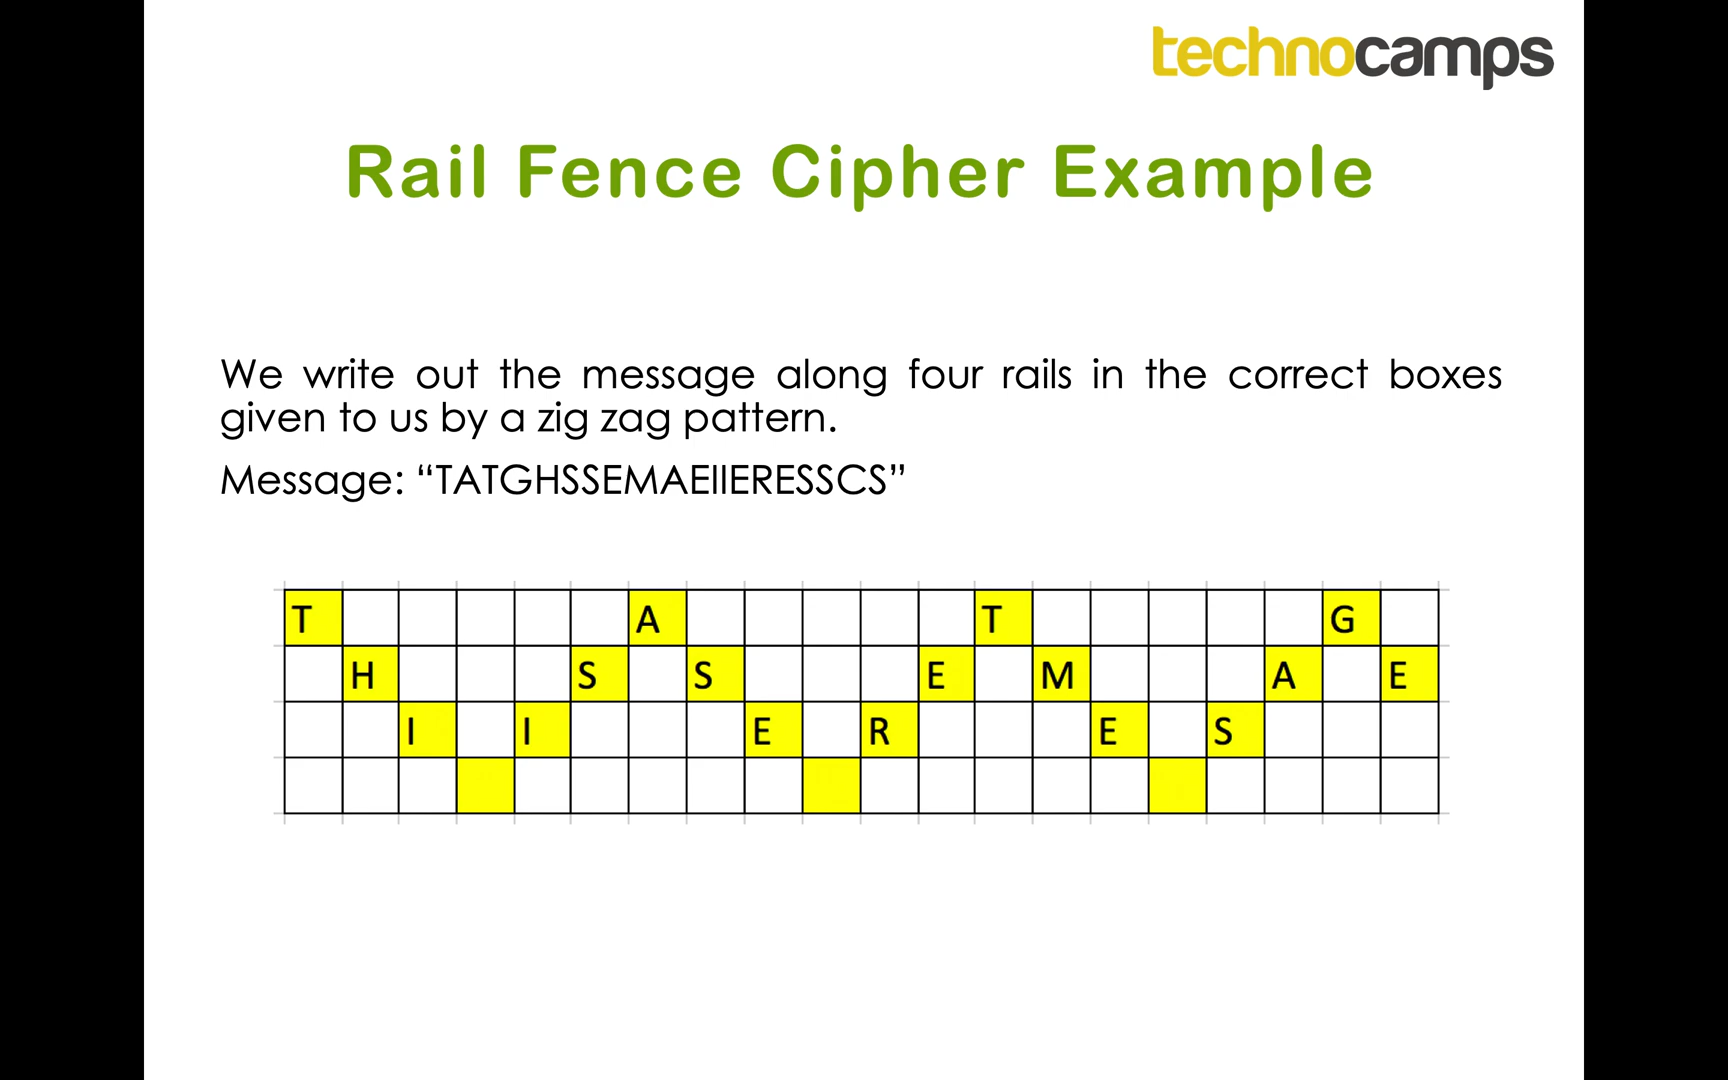 technocamps
Rail Fence Cipher Example
We write out the message along four rails in the correct boxes
given to us by a zig zag pattern.
Message: “TATGHSSEMAEIIERESSCS”
T A T G
H S S E M A E
I I E R E S